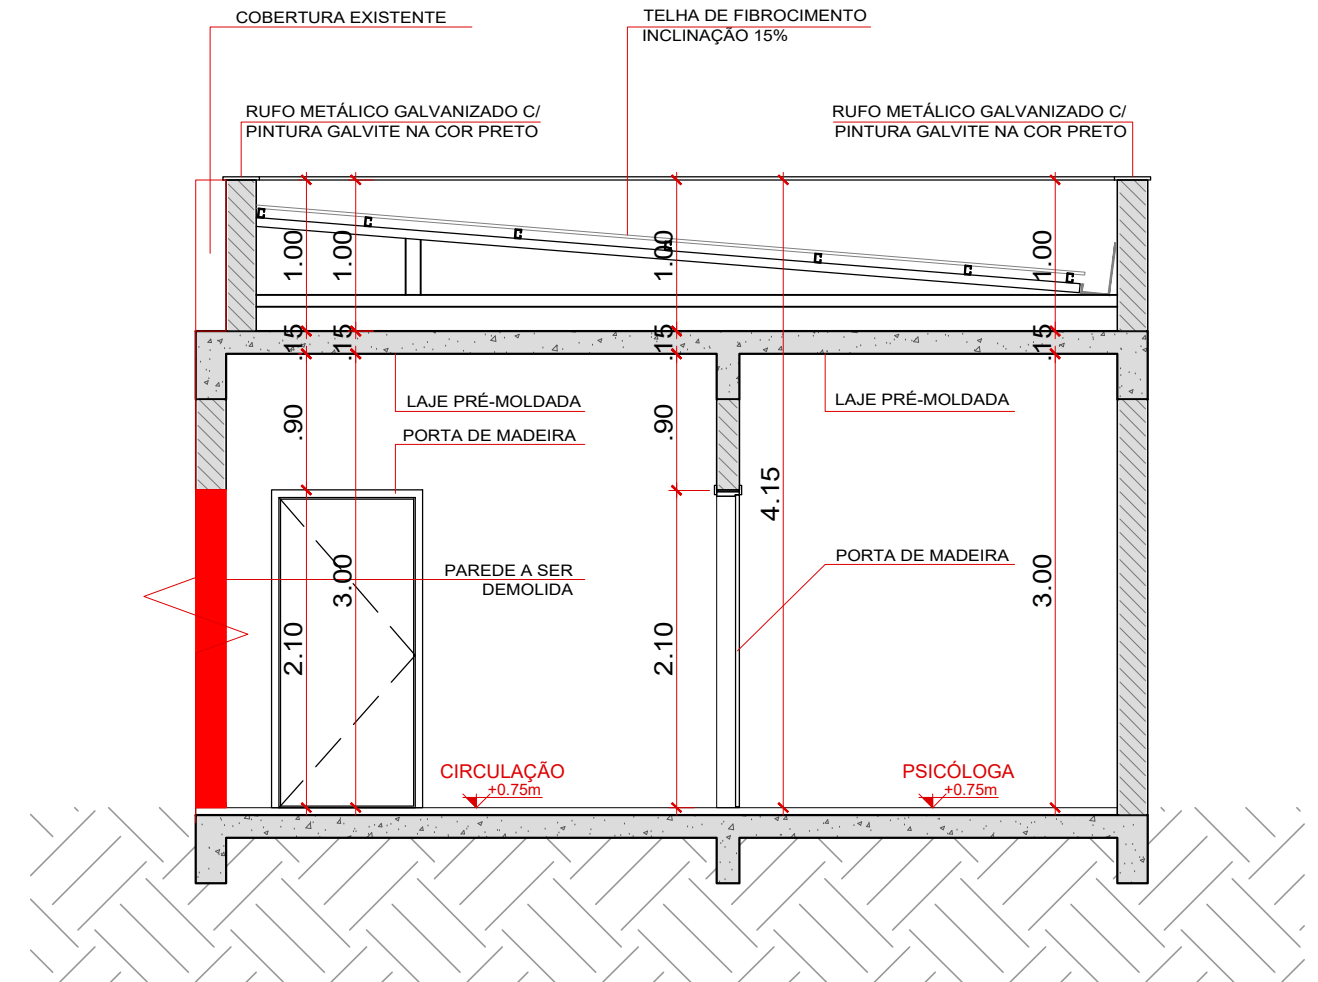 COBERTURA EXISTENTE
TELHA DE FIBROCIMENTO
INCLINAÇÃO 15%
RUFO METÁLICO GALVANIZADO C/
PINTURA GALVITE NA COR PRETO
RUFO METÁLICO GALVANIZADO C/
PINTURA GALVITE NA COR PRETO
1.00
1.00
1.00
1.00
.15
.15
.15
.15
LAJE PRÉ-MOLDADA
LAJE PRÉ-MOLDADA
.90
.90
PORTA DE MADEIRA
4.15
PORTA DE MADEIRA
PAREDE A SER
DEMOLIDA
3.00
3.00
2.10
2.10
CIRCULAÇÃO
+0.75m
PSICÓLOGA
+0.75m